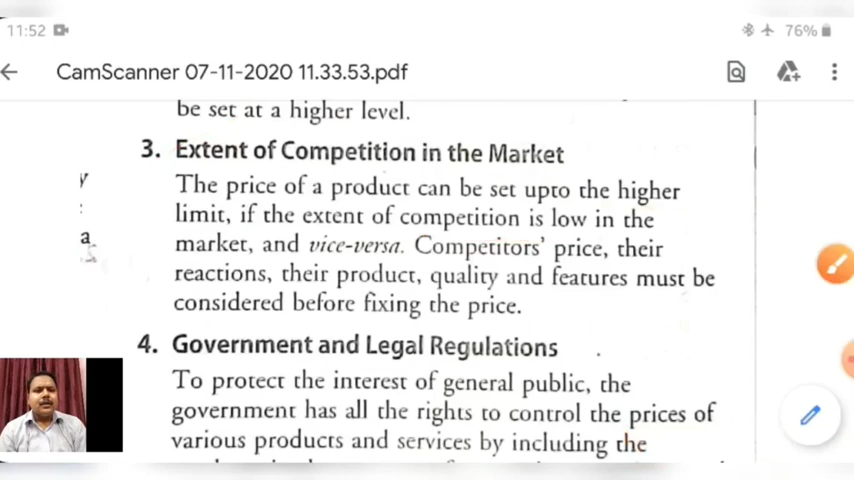 11:52
76%
CamScanner 07-11-2020 11.33.53.pdf
be set at a higher level.
3. Extent of Competition in the Market
The price of a product can be set upto the higher
limit, if the extent of competition is low in the
market, and vice-versa. Competitors' price, their
reactions, their product, quality and features must be
considered before fixing the price.
4. Government and Legal Regulations
To protect the interest of general public, the
government has all the rights to control the prices of
various products and services by including the
y
a